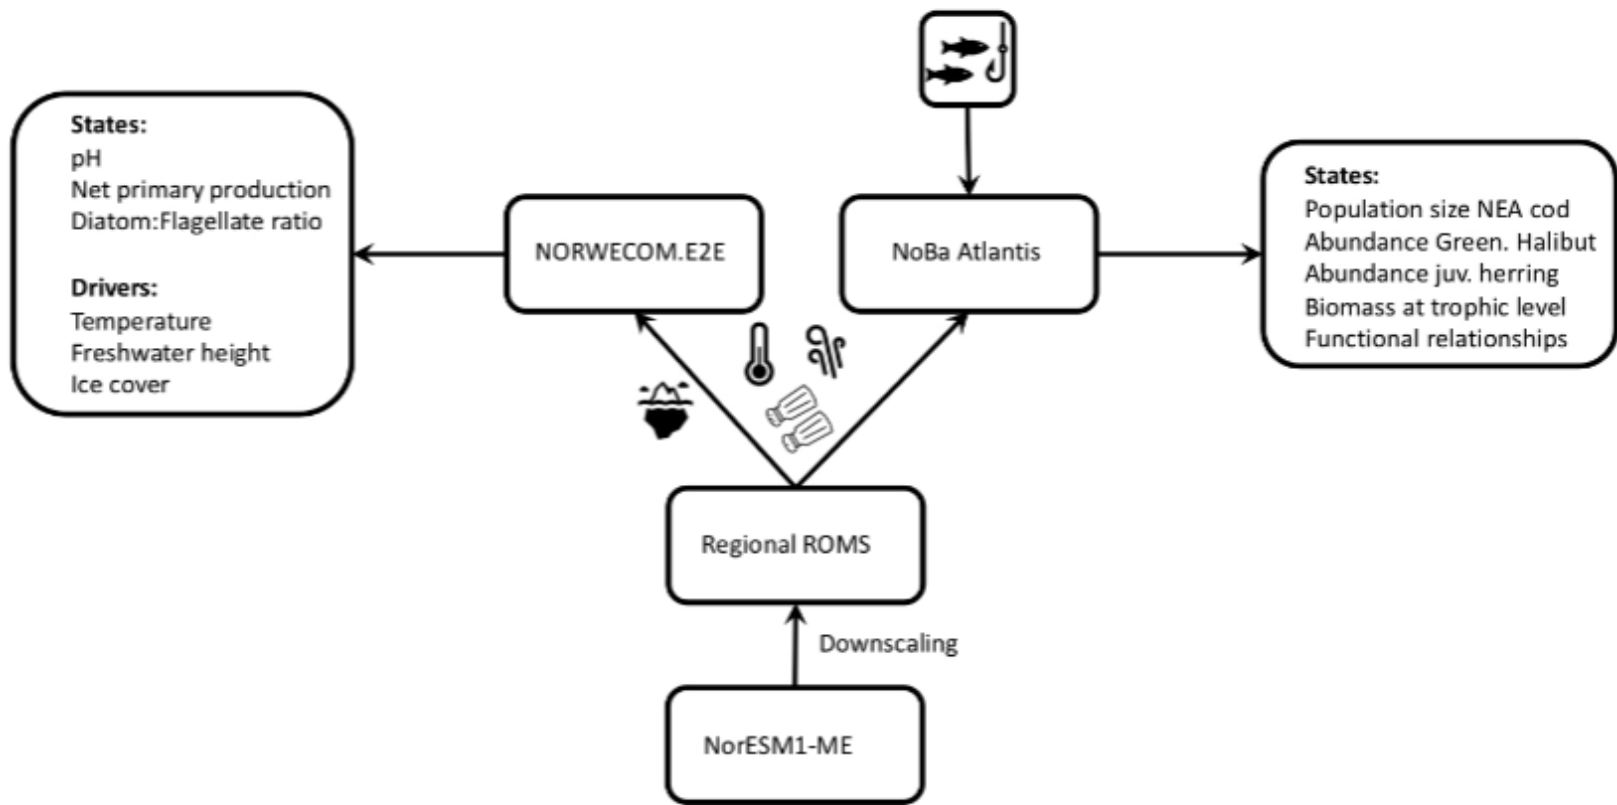 States:
pH
Net primary production
Diatom:Flagellate ratio
Drivers:
Temperature
Freshwater height
Ice cover
NORWECOM.E2E
NoBa Atlantis
States:
Population size NEA cod
Abundance Green. Halibut
Abundance juv. herring
Biomass at trophic level
Functional relationships
Regional ROMS
Downscaling
NorESM1-ME